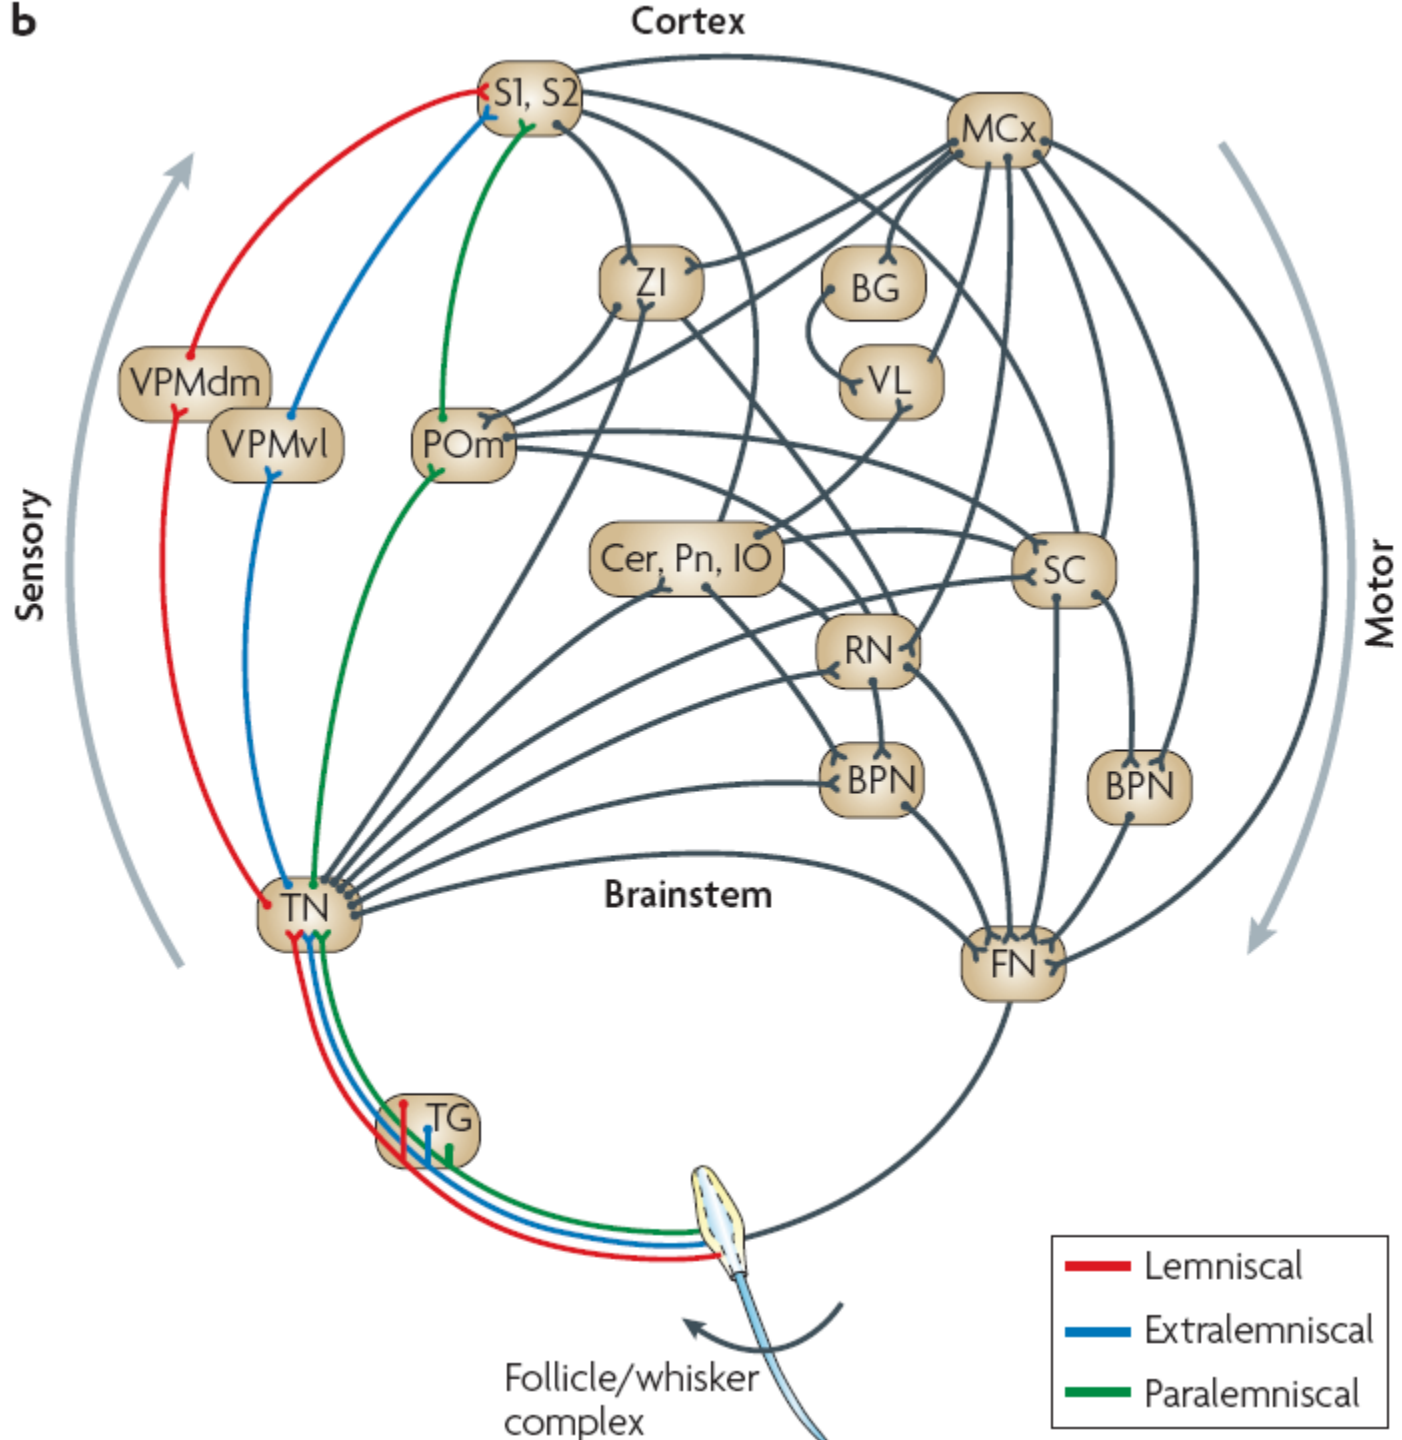 b
Cortex
S1, S2
MCx
ZI
BG
VPMdm
VL
VPMvl
POm
Sensory
Cer, Pn, IO
SC
Motor
RN
BPN
BPN
TN
Brainstem
FN
TG
Lemniscal
Extralemniscal
Paralemniscal
Follicle/whisker
complex